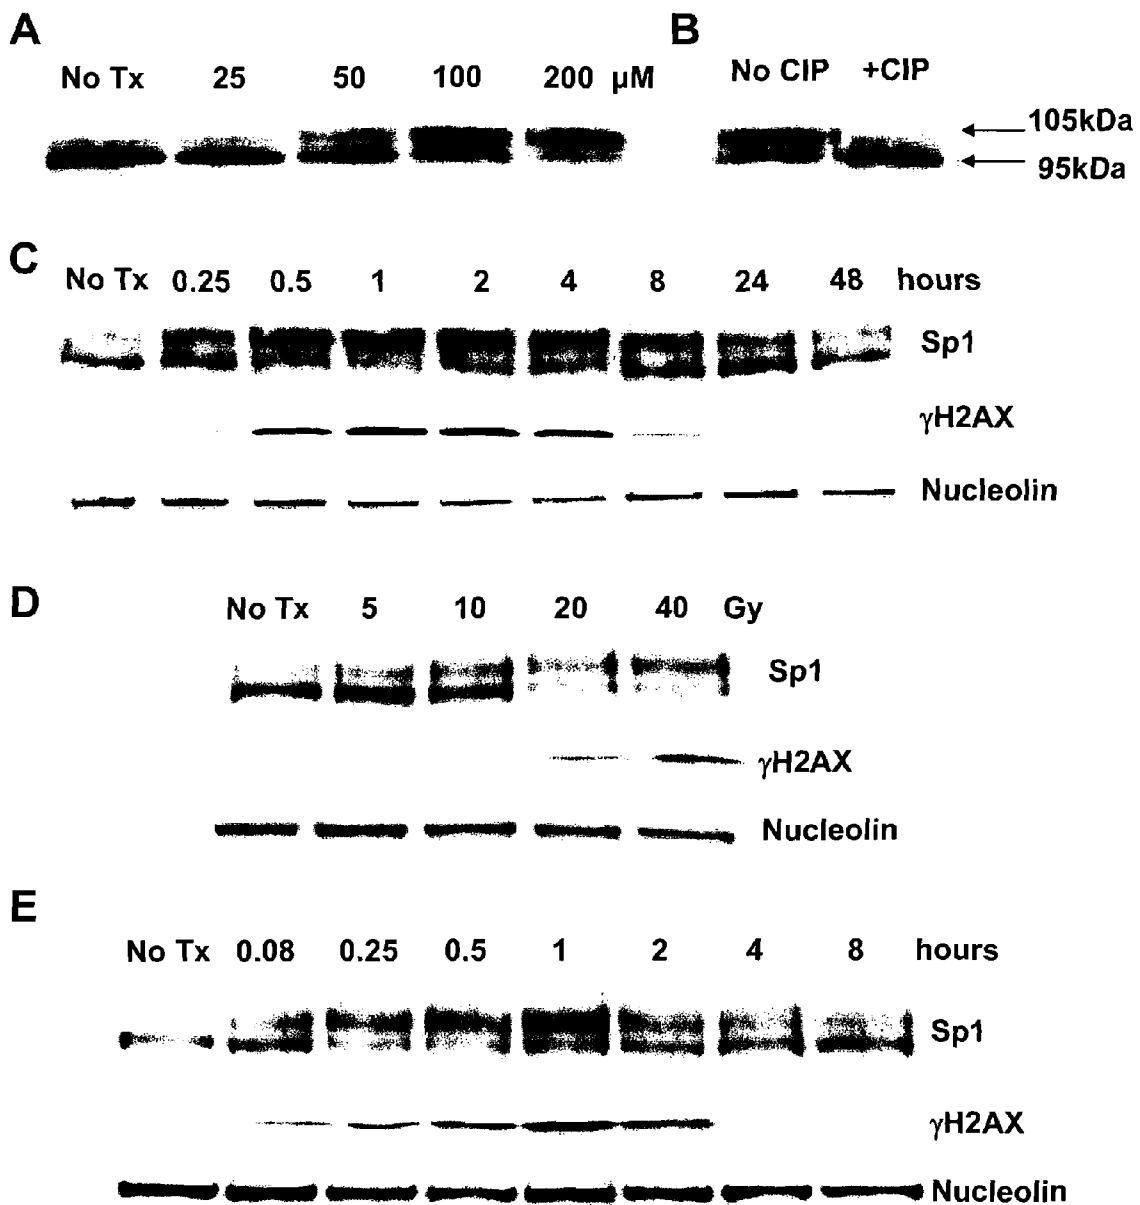 A
B
No Tx 25 50 100 200 µM
No CIP +CIP
105kDa
95kDa
C
No Tx 0.25 0.5 1 2 4 8 24 48 hours
Sp1
γH2AX
Nucleolin
D
No Tx 5 10 20 40 Gy
Sp1
γH2AX
Nucleolin
E
No Tx 0.08 0.25 0.5 1 2 4 8 hours
Sp1
γH2AX
Nucleolin